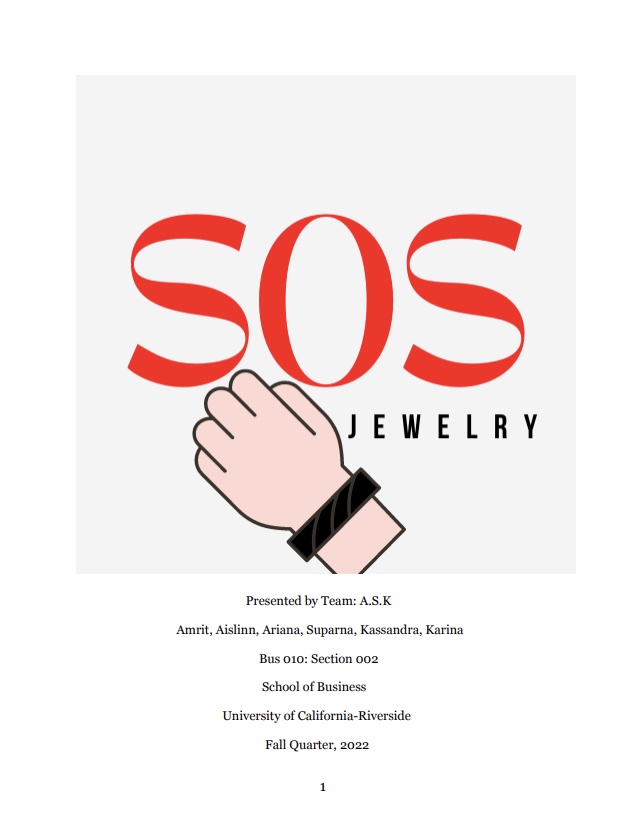 SOS
JEWELRY
Presented by Team: A.S.K
Amrit, Aislinn, Ariana, Suparna, Kassandra, Karina
Bus 010: Section 002
School of Business
University of California-Riverside
Fall Quarter, 2022
1